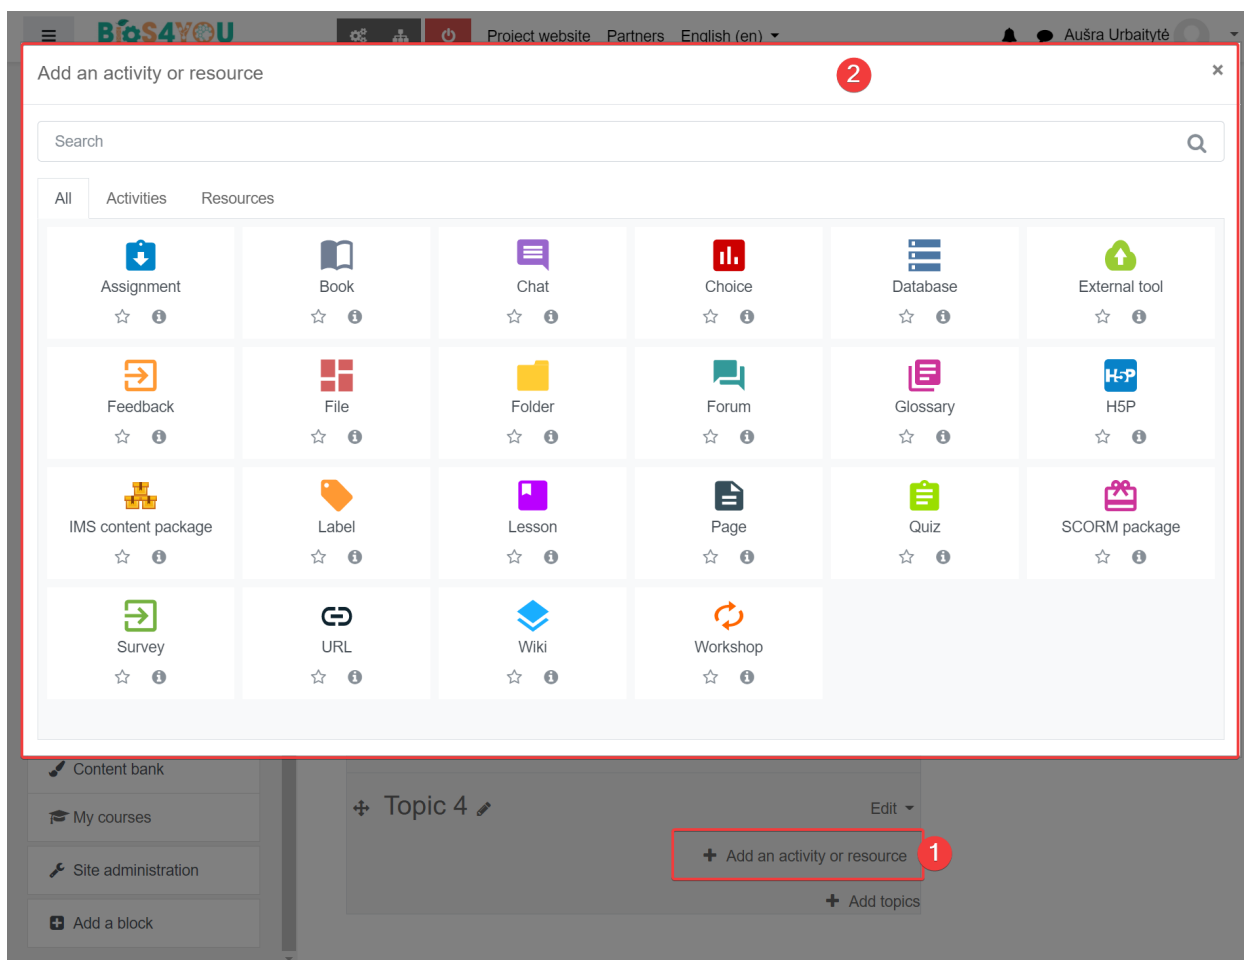 BioS4YOU
Project website Partners English (en)
Aušra Urbaitytė
Add an activity or resource
2
Search
All Activities Resources
Assignment Book Chat Choice Database External tool
Feedback File Folder Forum Glossary H5P
H-P
IMS content package Label Lesson Page Quiz SCORM package
Survey URL Wiki Workshop
Content bank
Topic 4 Edit
My courses
Add an activity or resource 1
Site administration
Add topics
Add a block